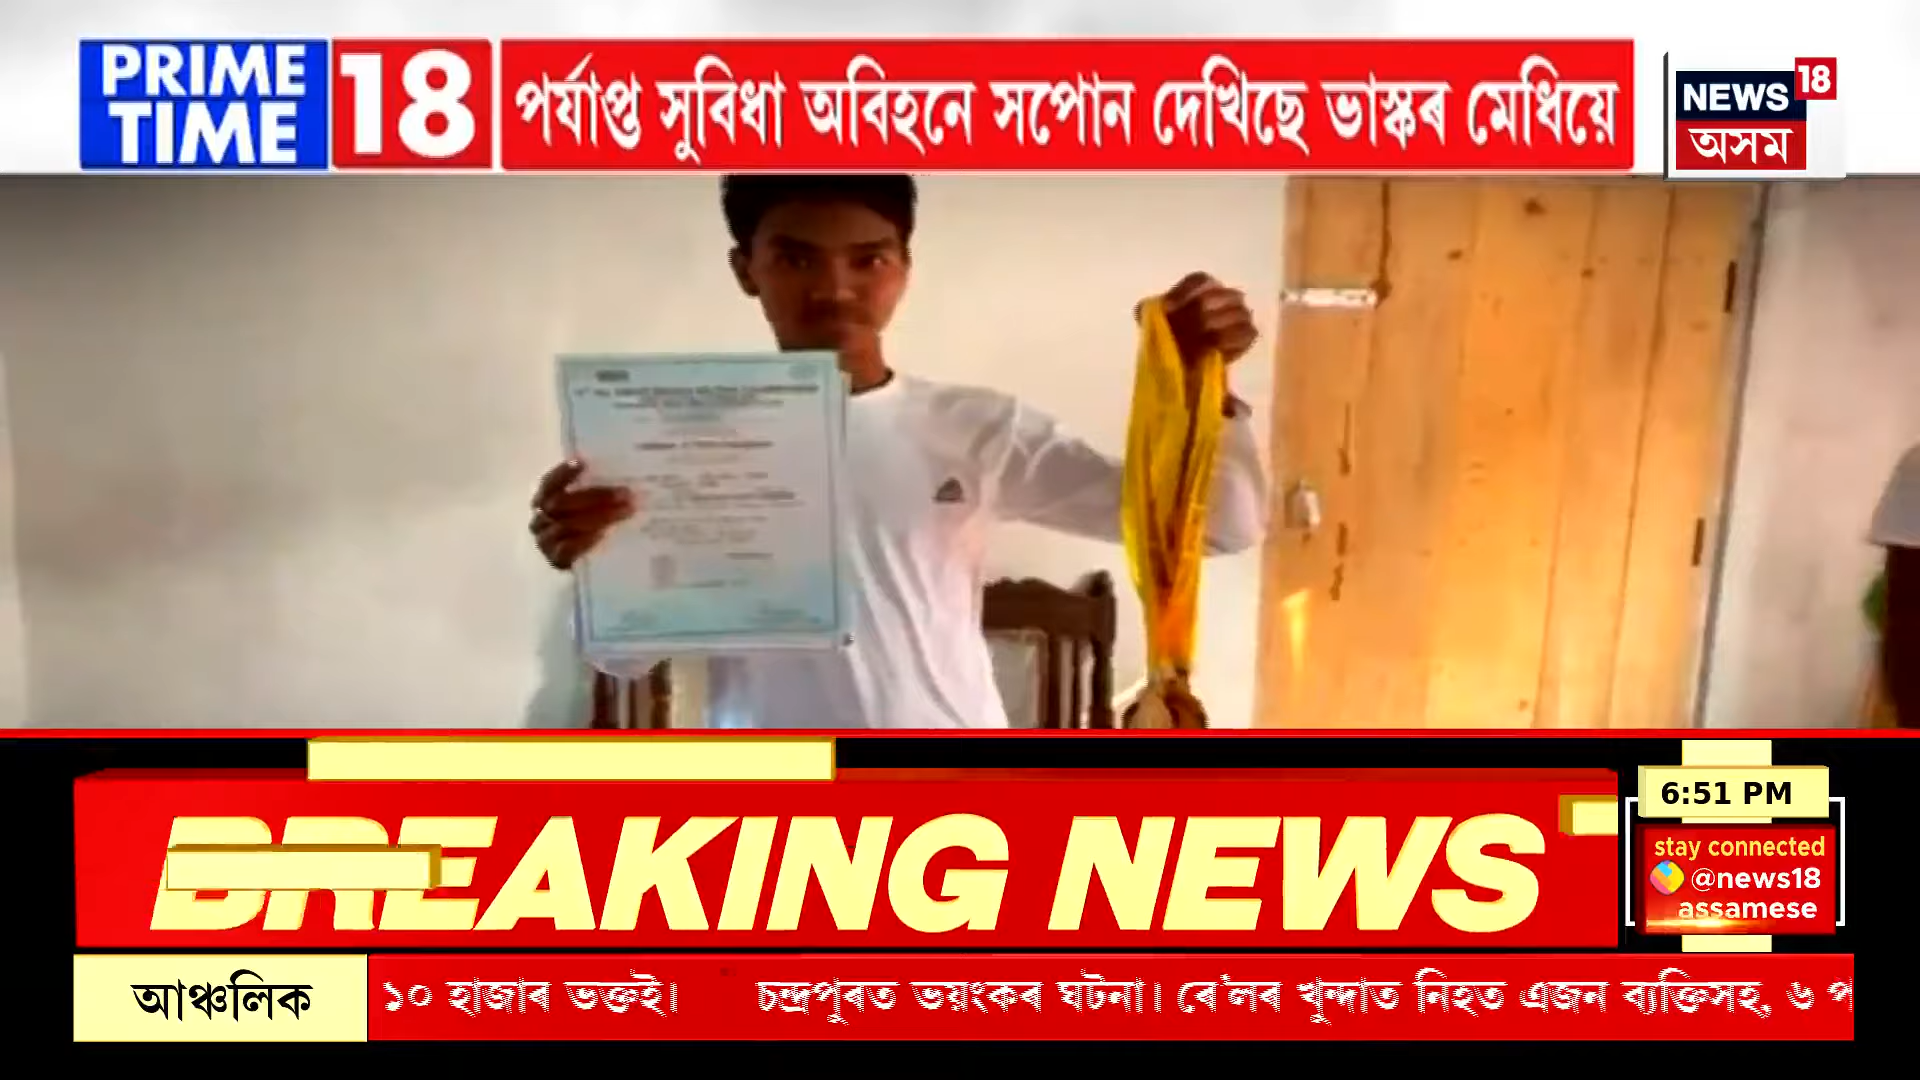 PRIME
TIME
18
পৰ্যাপ্ত সুবিধা অবিহনে সপোন দেখিছে ভাস্কৰ মেধিয়ে
NEWS 18
অসম
BREAKING NEWS
6:51 PM
stay connected
@news18
assamese
আঞ্চলিক
১০ হাজাৰ ভক্তই। চন্দ্ৰপুৰত ভয়ংকৰ ঘটনা। ৰে'লৰ খুন্দাত নিহত এজন ব্যক্তিসহ, ৬ প